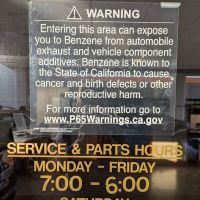 ⚠ WARNING
Entering this area can expose
you to Benzene from automobile
exhaust and vehicle component
additives. Benzene is known to
the State of California to cause
cancer and birth defects or other
reproductive harm.
For more information go to
www.P65Warnings.ca.gov
SERVICE & PARTS HOURS
MONDAY - FRIDAY
7:00 - 6:00
SATURDAY